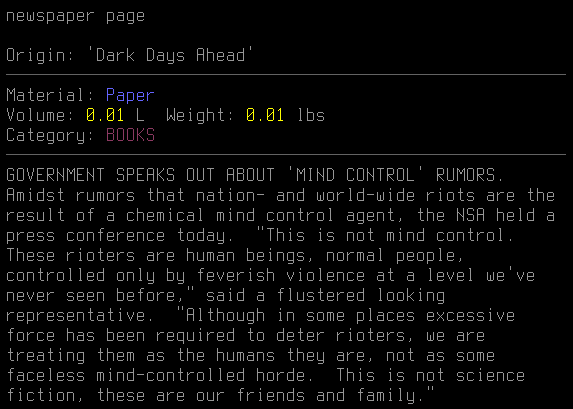 newspaper page
Origin: 'Dark Days Ahead'
Material: Paper
Volume: 0.01 L  Weight: 0.01 lbs
Category: BOOKS
GOVERNMENT SPEAKS OUT ABOUT 'MIND CONTROL' RUMORS.
Amidst rumors that nation- and world-wide riots are the
result of a chemical mind control agent, the NSA held a
press conference today.  "This is not mind control.
These rioters are human beings, normal people,
controlled only by feverish violence at a level we've
never seen before," said a flustered looking
representative.  "Although in some places excessive
force has been required to deter rioters, we are
treating them as the humans they are, not as some
faceless mind-controlled horde.  This is not science
fiction, these are our friends and family."